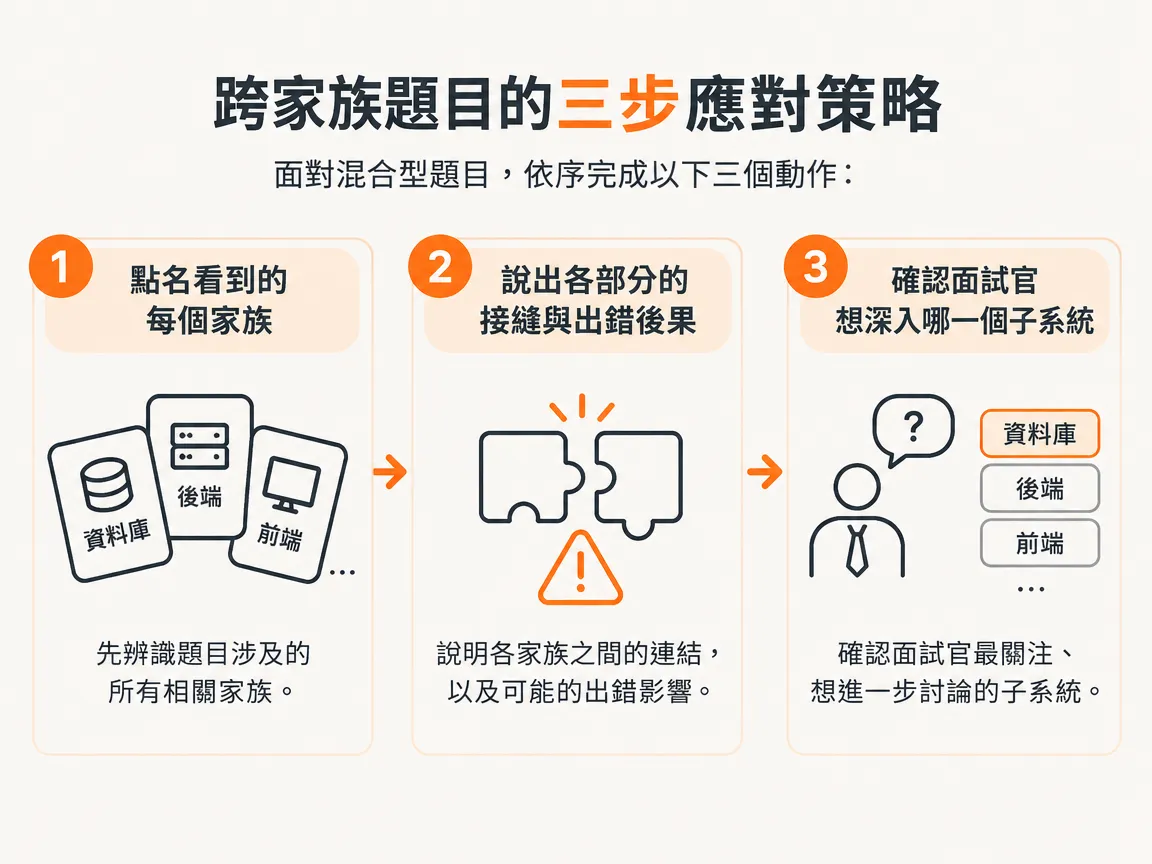 跨家族題目的三步應對策略
面對混合型題目，依序完成以下三個動作：
1
點名看到的
每個家族
資料庫
後端
前端
...
先辨識題目涉及的
所有相關家族。
2
說出各部分的
接縫與出錯後果
!
說明各家族之間的連結，
以及可能的出錯影響。
3
確認面試官
想深入哪一個子系統
?
資料庫
後端
前端
...
確認面試官最關注、
想進一步討論的子系統。